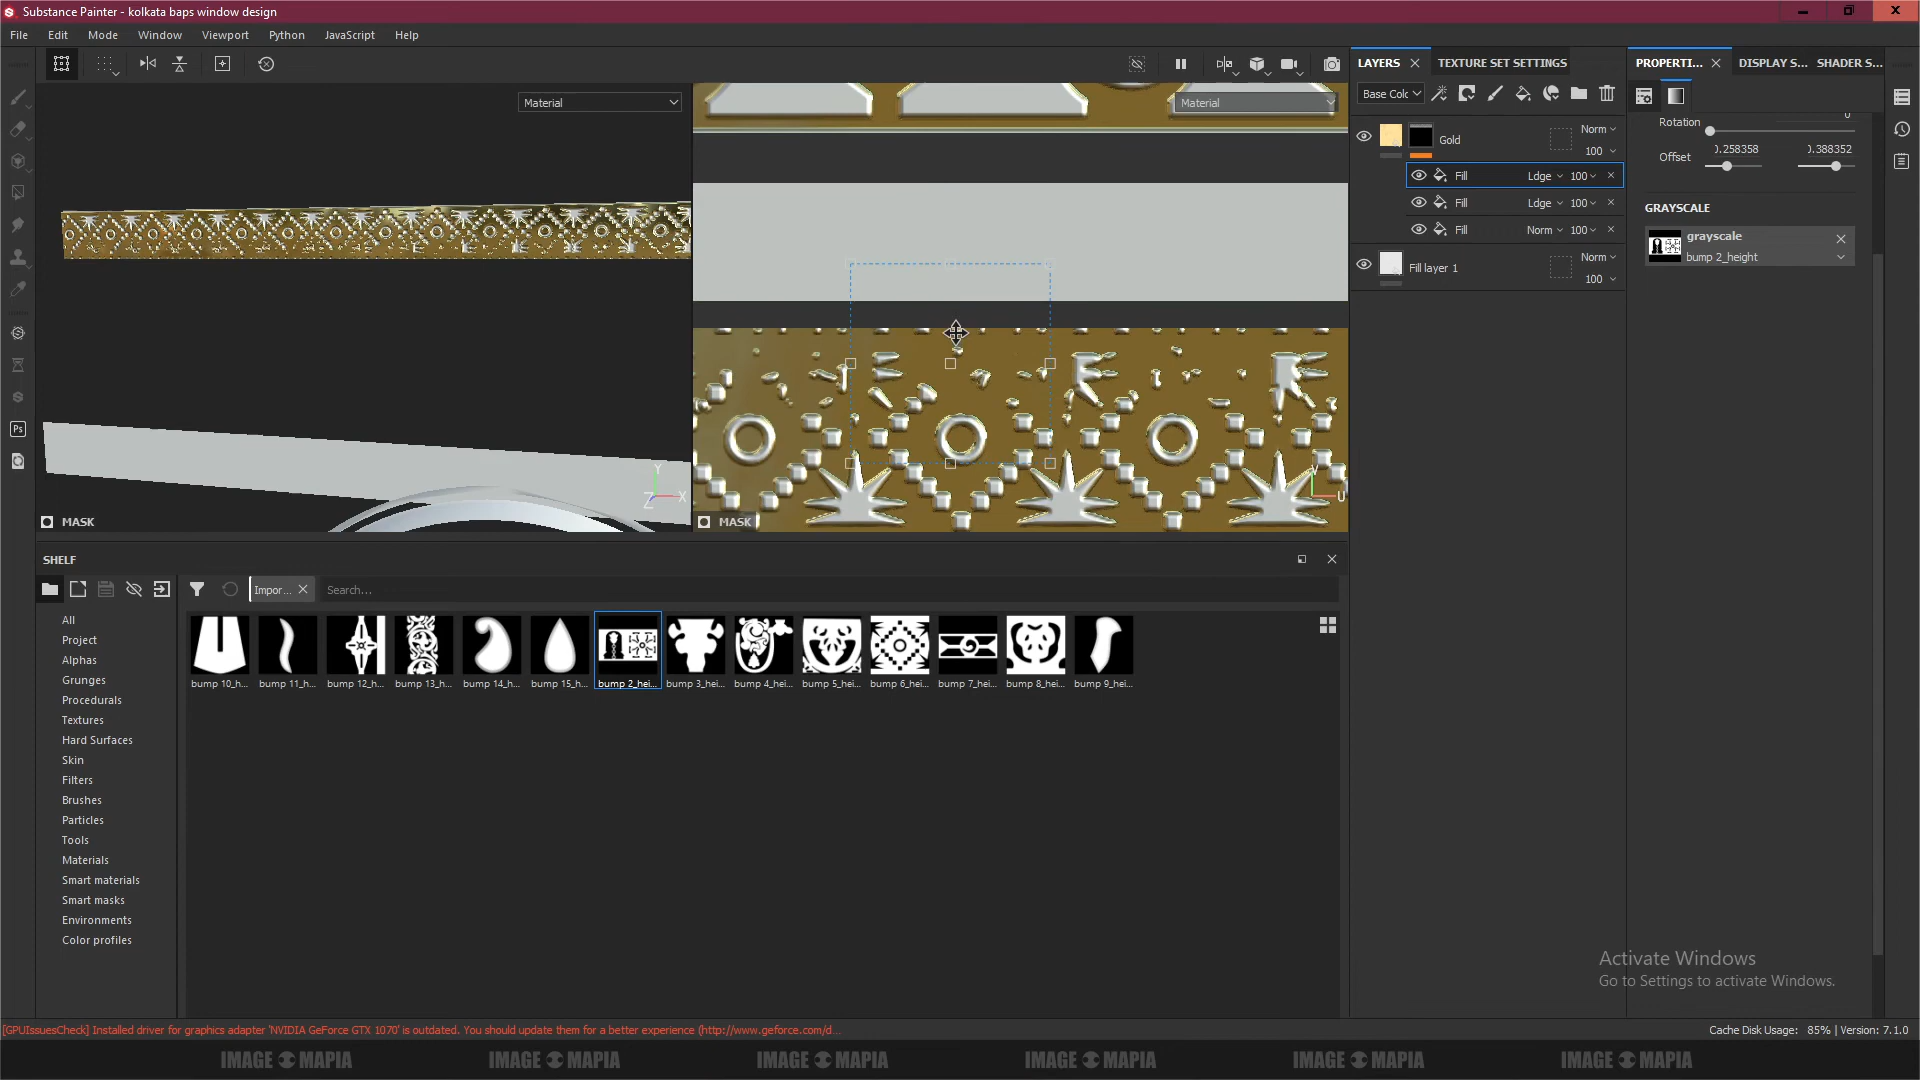 Substance Painter - kolkata baps window design
File Edit Mode Window Viewport Python JavaScript Help
Material
Material
MASK
MASK
LAYERS TEXTURE SET SETTINGS
Base Colc
Gold Norm
100
Fill Ldge 100
Fill Ldge 100
Fill Norm 100
Fill layer 1 Norm
100
PROPERTI... DISPLAY S... SHADER S...
Rotation 0
Offset 0.258358 0.388352
GRAYSCALE
grayscale
bump 2_height
X
Y
Z
U
SHELF
Impor... Search...
All
Project
Alphas
Grunges
Procedurals
Textures
Hard Surfaces
Skin
Filters
Brushes
Particles
Tools
Materials
Smart materials
Smart masks
Environments
Color profiles
bump 10_h... bump 11_h... bump 12_h... bump 13_h... bump 14_h... bump 15_h... bump 2_hei... bump 3_hei... bump 4_hei... bump 5_hei... bump 6_hei... bump 7_hei... bump 8_hei... bump 9_hei...
Ps
Activate Windows
Go to Settings to activate Windows.
[GPUIssuesCheck] Installed driver for graphics adapter 'NVIDIA GeForce GTX 1070' is outdated. You should update them for a better experience (http://www.geforce.com/d...
Cache Disk Usage: 85% | Version: 7.1.0
IMAGE MAPIA IMAGE MAPIA IMAGE MAPIA IMAGE MAPIA IMAGE MAPIA IMAGE MAPIA